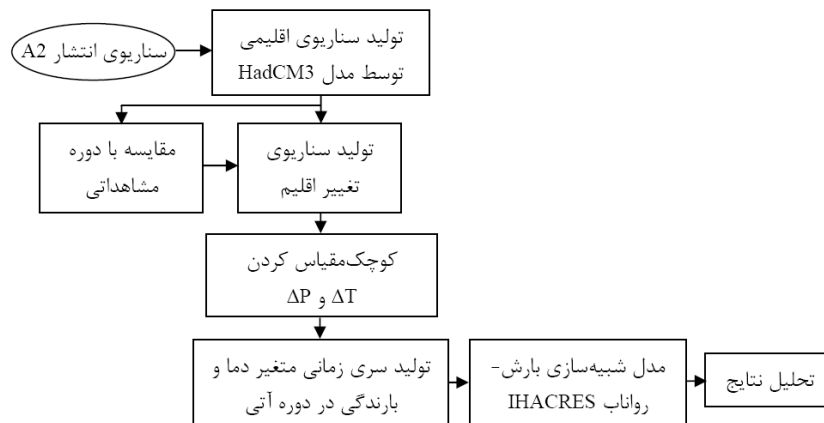 سناریوی انتشار A2
تولید سناریوی اقلیمی
توسط مدل HadCM3
مقایسه با دوره
مشاهداتی
تولید سناریوی
تغییر اقلیم
کوچک‌مقیاس کردن
ΔT و ΔP
تولید سری زمانی متغیر دما و
بارندگی در دوره آتی
مدل شبیه‌سازی بارش-
رواناب IHACRES
تحلیل نتایج